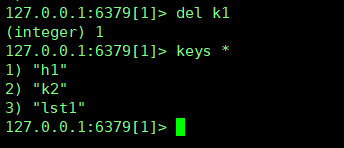 127.0.0.1:6379[1]> del k1
(integer) 1
127.0.0.1:6379[1]> keys *
1) "h1"
2) "k2"
3) "lst1"
127.0.0.1:6379[1]>